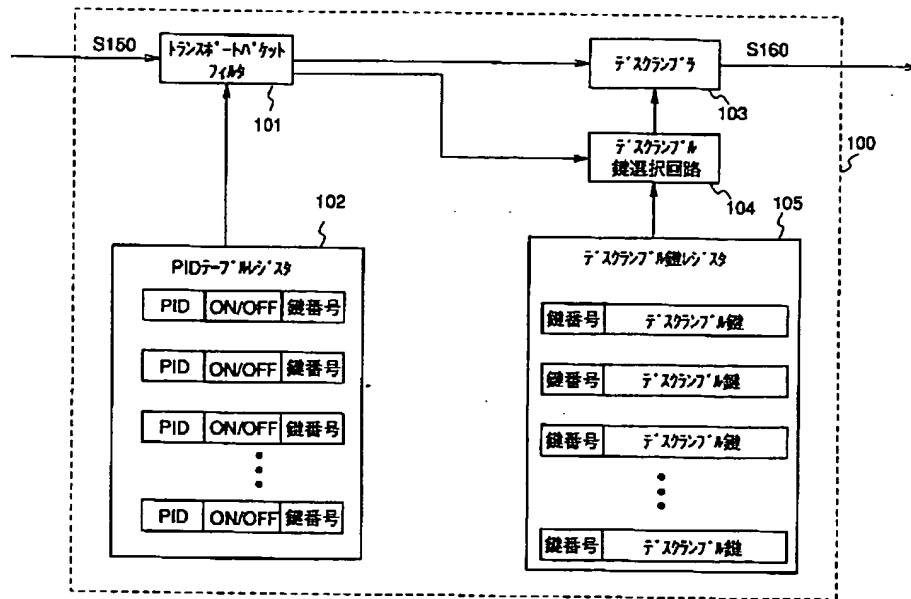 S150
トランスポートパケット
フィルタ
101
デスクランブラ
103
S160
デスクランブル
鍵選択回路
104
100
102
PIDテーブルレジスタ
PID ON/OFF 鍵番号
PID ON/OFF 鍵番号
PID ON/OFF 鍵番号
PID ON/OFF 鍵番号
105
デスクランブル鍵レジスタ
鍵番号 デスクランブル鍵
鍵番号 デスクランブル鍵
鍵番号 デスクランブル鍵
鍵番号 デスクランブル鍵